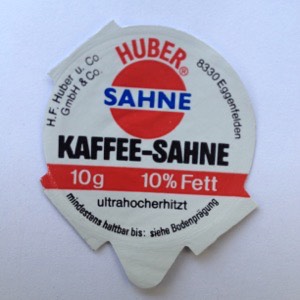 H.F. Huber u. Co
GmbH & Co.
HUBER®
8330 Eggenfelden
SAHNE
KAFFEE-SAHNE
10g 10% Fett
ultrahocherhitzt
mindestens haltbar bis: siehe Bodenprägung